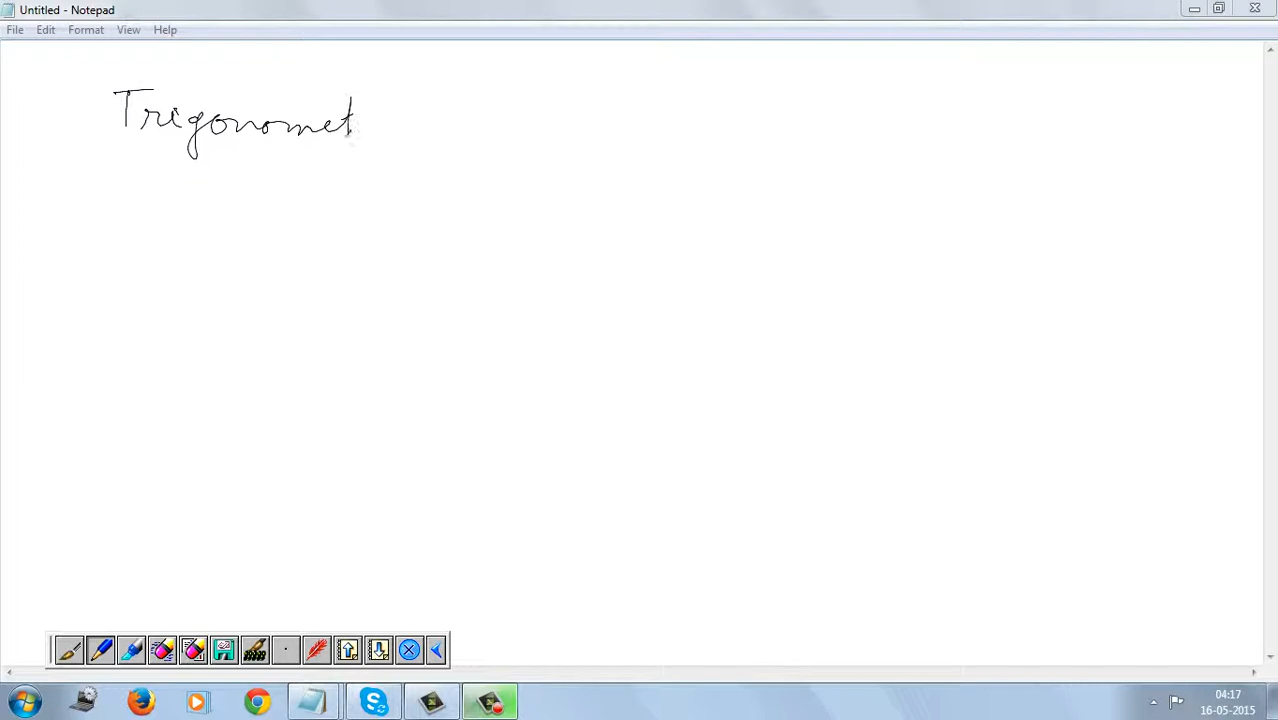 Untitled - Notepad
File Edit Format View Help
Trigonomet
04:17
16-05-2015